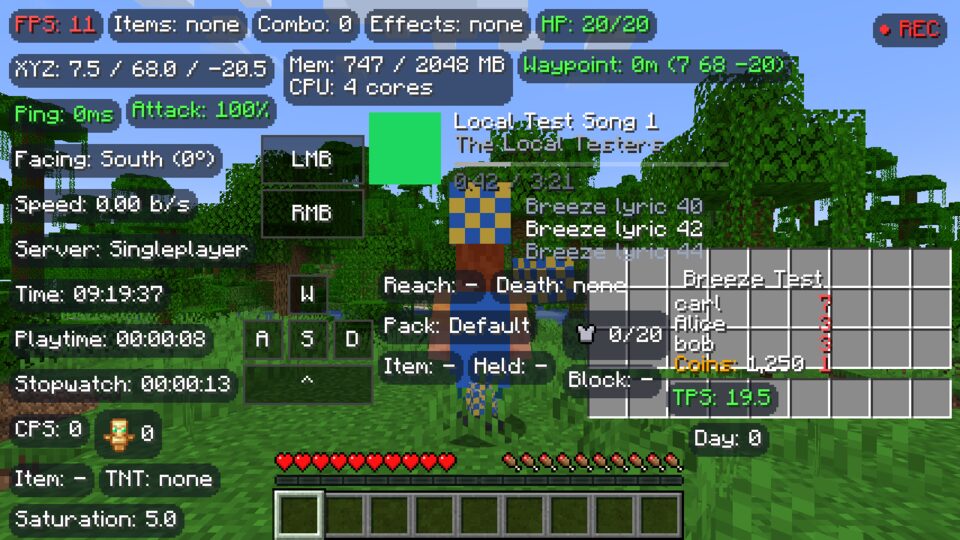 FPS: 11 Items: none Combo: 0 Effects: none HP: 20/20
REC
XYZ: 7.5 / 68.0 / -20.5
Mem: 747 / 2048 MB
CPU: 4 cores
Waypoint: 0m (7 68 -20)
Ping: 0ms
Attack: 100%
Local Test Song 1
The Local Testers
0:42 / 3:21
Facing: South (0°)
LMB
Speed: 0.00 b/s
RMB
Breeze lyric 40
Breeze lyric 42
Breeze lyric 44
Server: Singleplayer
Time: 09:19:37
W
A S D
^
Reach: - Death: none
Breeze Test
carl 7
Alice 3
bob 3
Coins: 1,250 1
Playtime: 00:00:08
Pack: Default
0/20
Stopwatch: 00:00:13
Item: - Held: -
Block: -
TPS: 19.5
CPS: 0
0
Day: 0
Item: - TNT: none
Saturation: 5.0